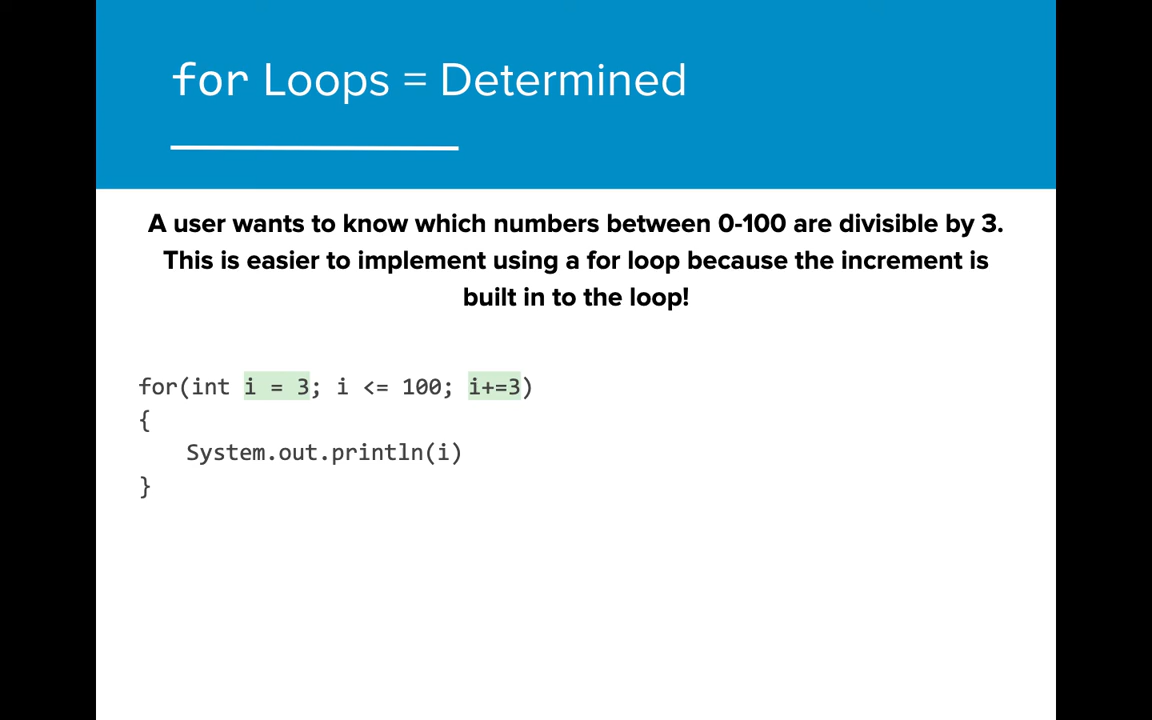 for Loops = Determined
A user wants to know which numbers between 0-100 are divisible by 3.
This is easier to implement using a for loop because the increment is
built in to the loop!
for(int i = 3; i <= 100; i+=3)
{
System.out.println(i)
}